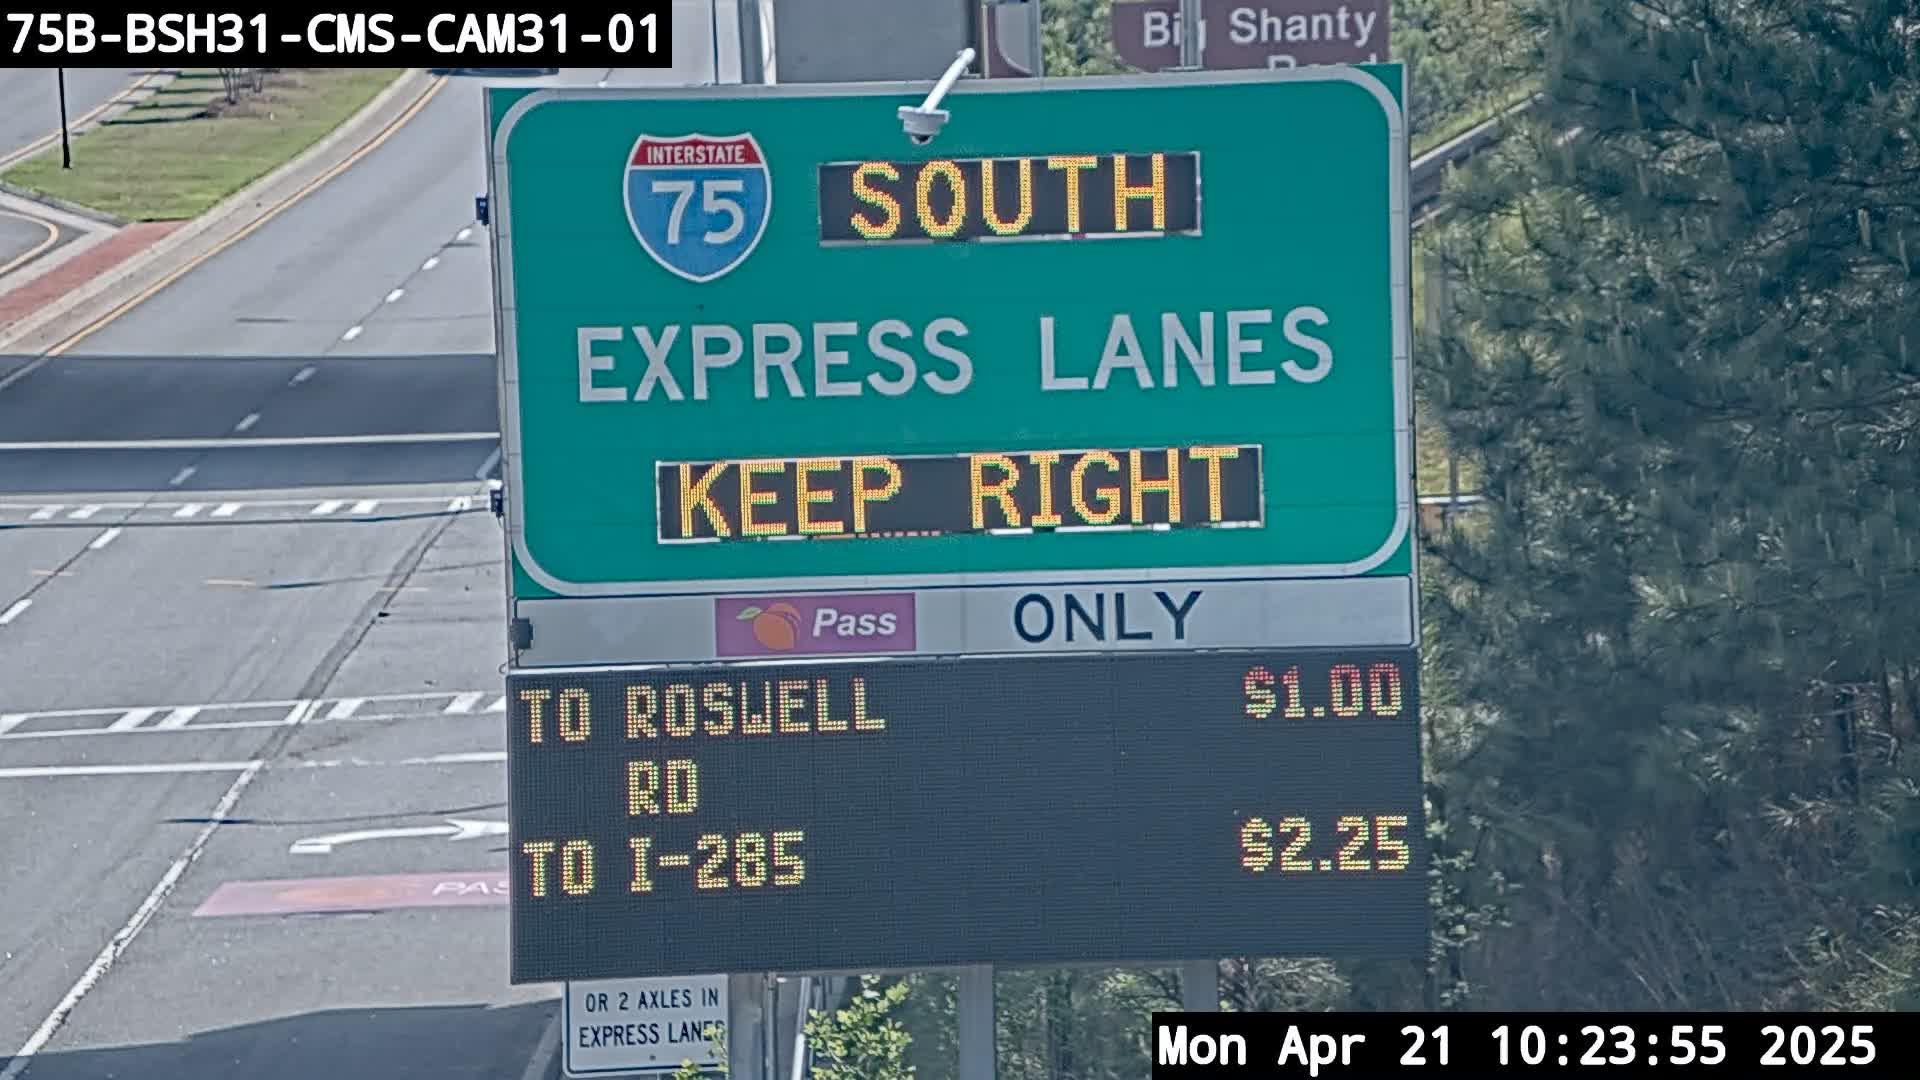 75B-BSH31-CMS-CAM31-01
Big Shanty
Road
INTERSTATE
75
SOUTH
EXPRESS LANES
KEEP RIGHT
Pass ONLY
TO ROSWELL $1.00
RD
TO I-285 $2.25
PAS
OR 2 AXLES IN
EXPRESS LANES
Mon Apr 21 10:23:55 2025